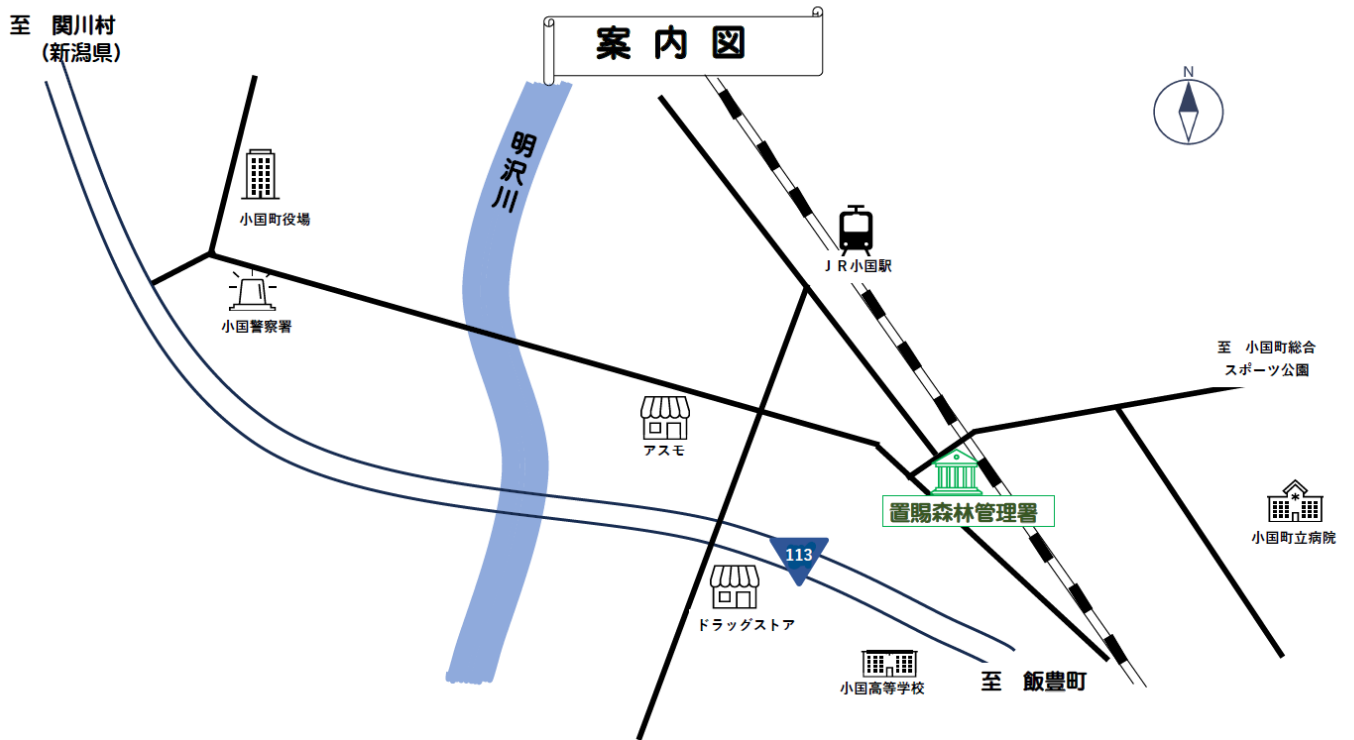 至　関川村
（新潟県）
案 内 図
N
明沢川
小国町役場
ＪＲ小国駅
小国警察署
至　小国町総合
スポーツ公園
アスモ
置賜森林管理署
小国町立病院
113
ドラッグストア
小国高等学校
至　飯豊町